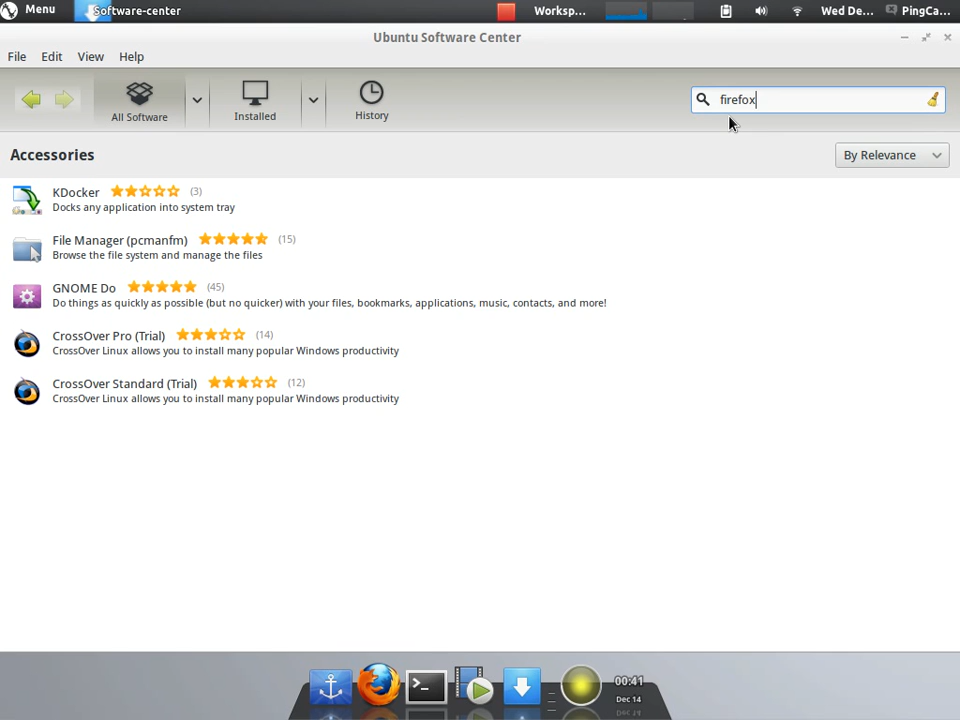 Menu Software-center Worksp... Wed De... PingCa...
Ubuntu Software Center
File Edit View Help
All Software Installed History firefox
Accessories By Relevance
KDocker (3)
Docks any application into system tray
File Manager (pcmanfm) (15)
Browse the file system and manage the files
GNOME Do (45)
Do things as quickly as possible (but no quicker) with your files, bookmarks, applications, music, contacts, and more!
CrossOver Pro (Trial) (14)
CrossOver Linux allows you to install many popular Windows productivity
CrossOver Standard (Trial) (12)
CrossOver Linux allows you to install many popular Windows productivity
00:41
Dec 14